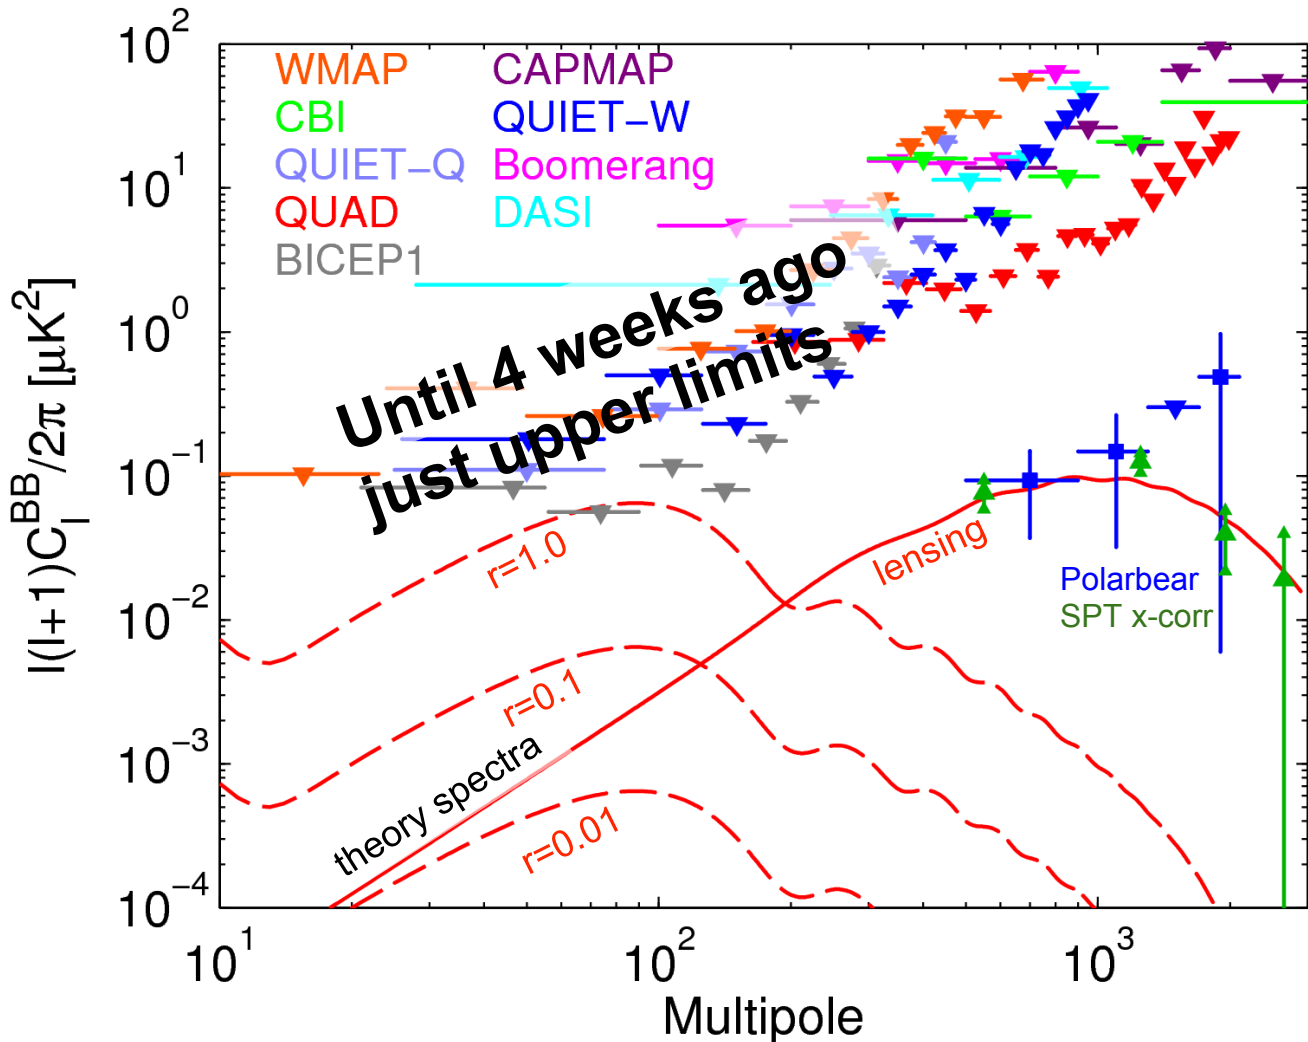 10²
10¹
10⁰
10⁻¹
10⁻²
10⁻³
10⁻⁴
l(l+1)C_l^BB/2π [μK²]
WMAP CAPMAP
CBI QUIET−W
QUIET−Q Boomerang
QUAD DASI
BICEP1
Until 4 weeks ago
just upper limits
r=1.0
lensing
Polarbear
SPT x-corr
r=0.1
theory spectra
r=0.01
10¹ 10² 10³
Multipole